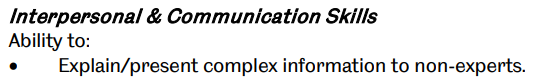 Interpersonal & Communication Skills
Ability to:
• Explain/present complex information to non-experts.